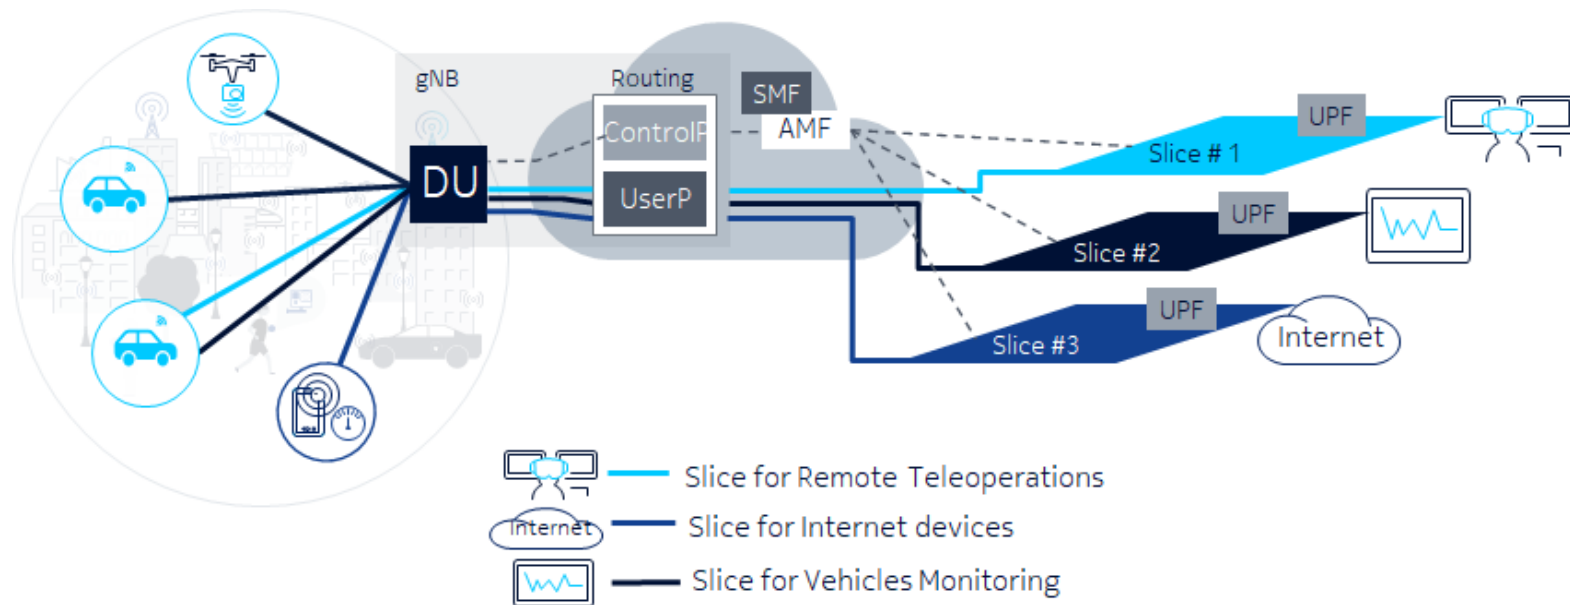 gNB
Routing
SMF
ControlP
AMF
DU
UserP
UPF
Slice # 1
UPF
Slice #2
UPF
Slice #3
Internet
Slice for Remote Teleoperations
Internet
Slice for Internet devices
Slice for Vehicles Monitoring